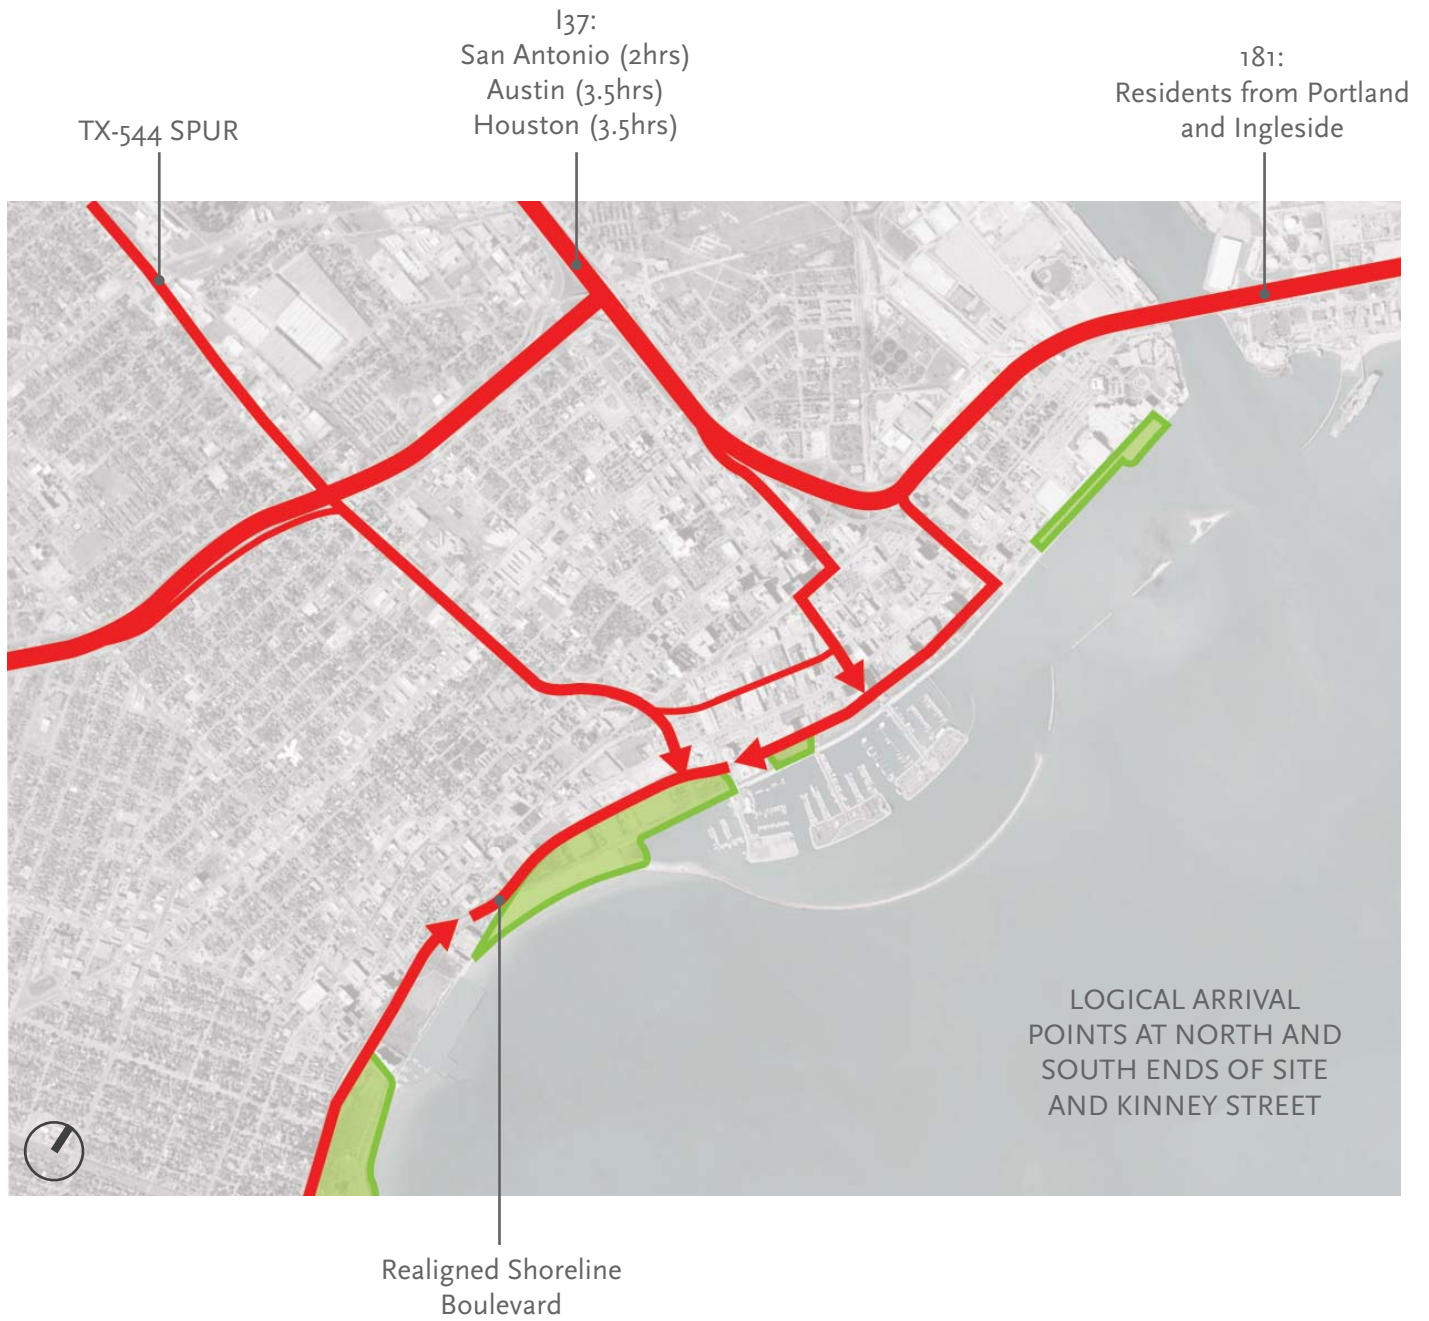 I37:
San Antonio (2hrs)
Austin (3.5hrs)
Houston (3.5hrs)
181:
Residents from Portland
and Ingleside
TX-544 SPUR
LOGICAL ARRIVAL
POINTS AT NORTH AND
SOUTH ENDS OF SITE
AND KINNEY STREET
Realigned Shoreline
Boulevard